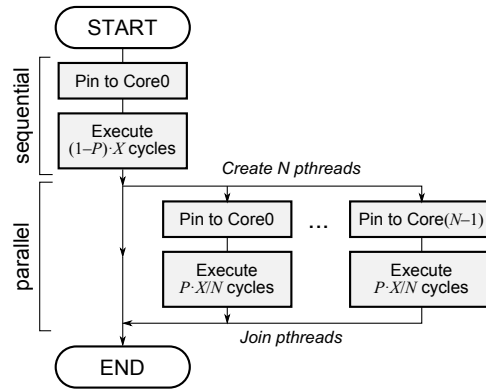 START
sequential
Pin to Core0
Execute
(1–P)·X cycles
Create N pthreads
parallel
Pin to Core0
...
Pin to Core(N–1)
Execute
P·X/N cycles
Execute
P·X/N cycles
Join pthreads
END